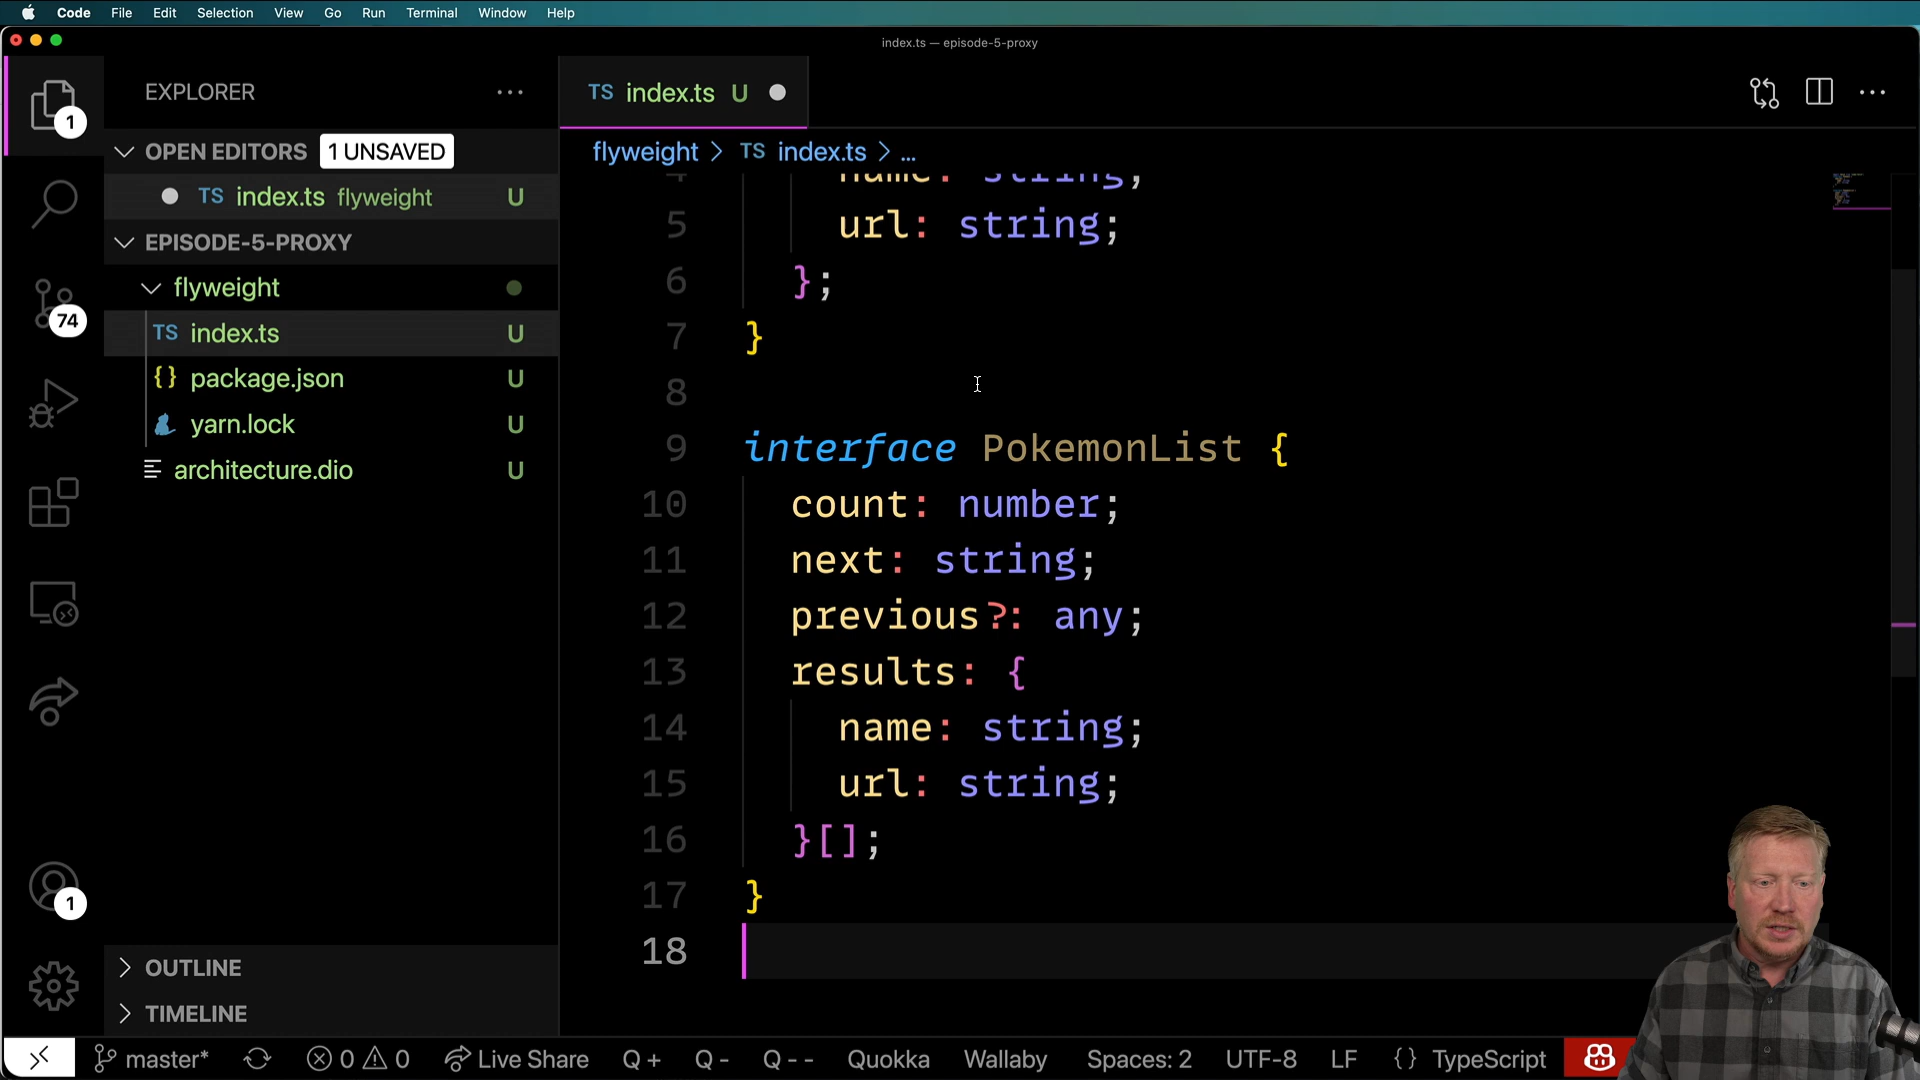 Code File Edit Selection View Go Run Terminal Window Help
index.ts — episode-5-proxy
EXPLORER ...
TS index.ts U
1
OPEN EDITORS 1 UNSAVED
flyweight > TS index.ts > ...
TS index.ts flyweight U
EPISODE-5-PROXY
flyweight
TS index.ts U
{} package.json U
yarn.lock U
architecture.dio U
74
1
OUTLINE
TIMELINE
4 name: string;
5 url: string;
6 };
7 }
8
9 interface PokemonList {
10 count: number;
11 next: string;
12 previous?: any;
13 results: {
14 name: string;
15 url: string;
16 }[];
17 }
18
master* 0 0 Live Share Q + Q - Q - - Quokka Wallaby Spaces: 2 UTF-8 LF {} TypeScript